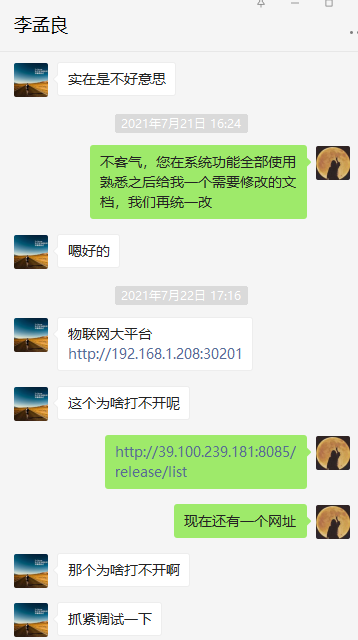 李孟良
实在是不好意思
2021年7月21日 16:24
不客气，您在系统功能全部使用
熟悉之后给我一个需要修改的文
档，我们再统一改
嗯好的
2021年7月22日 17:16
物联网大平台
http://192.168.1.208:30201
这个为啥打不开呢
http://39.100.239.181:8085/
release/list
现在还有一个网址
那个为啥打不开啊
抓紧调试一下